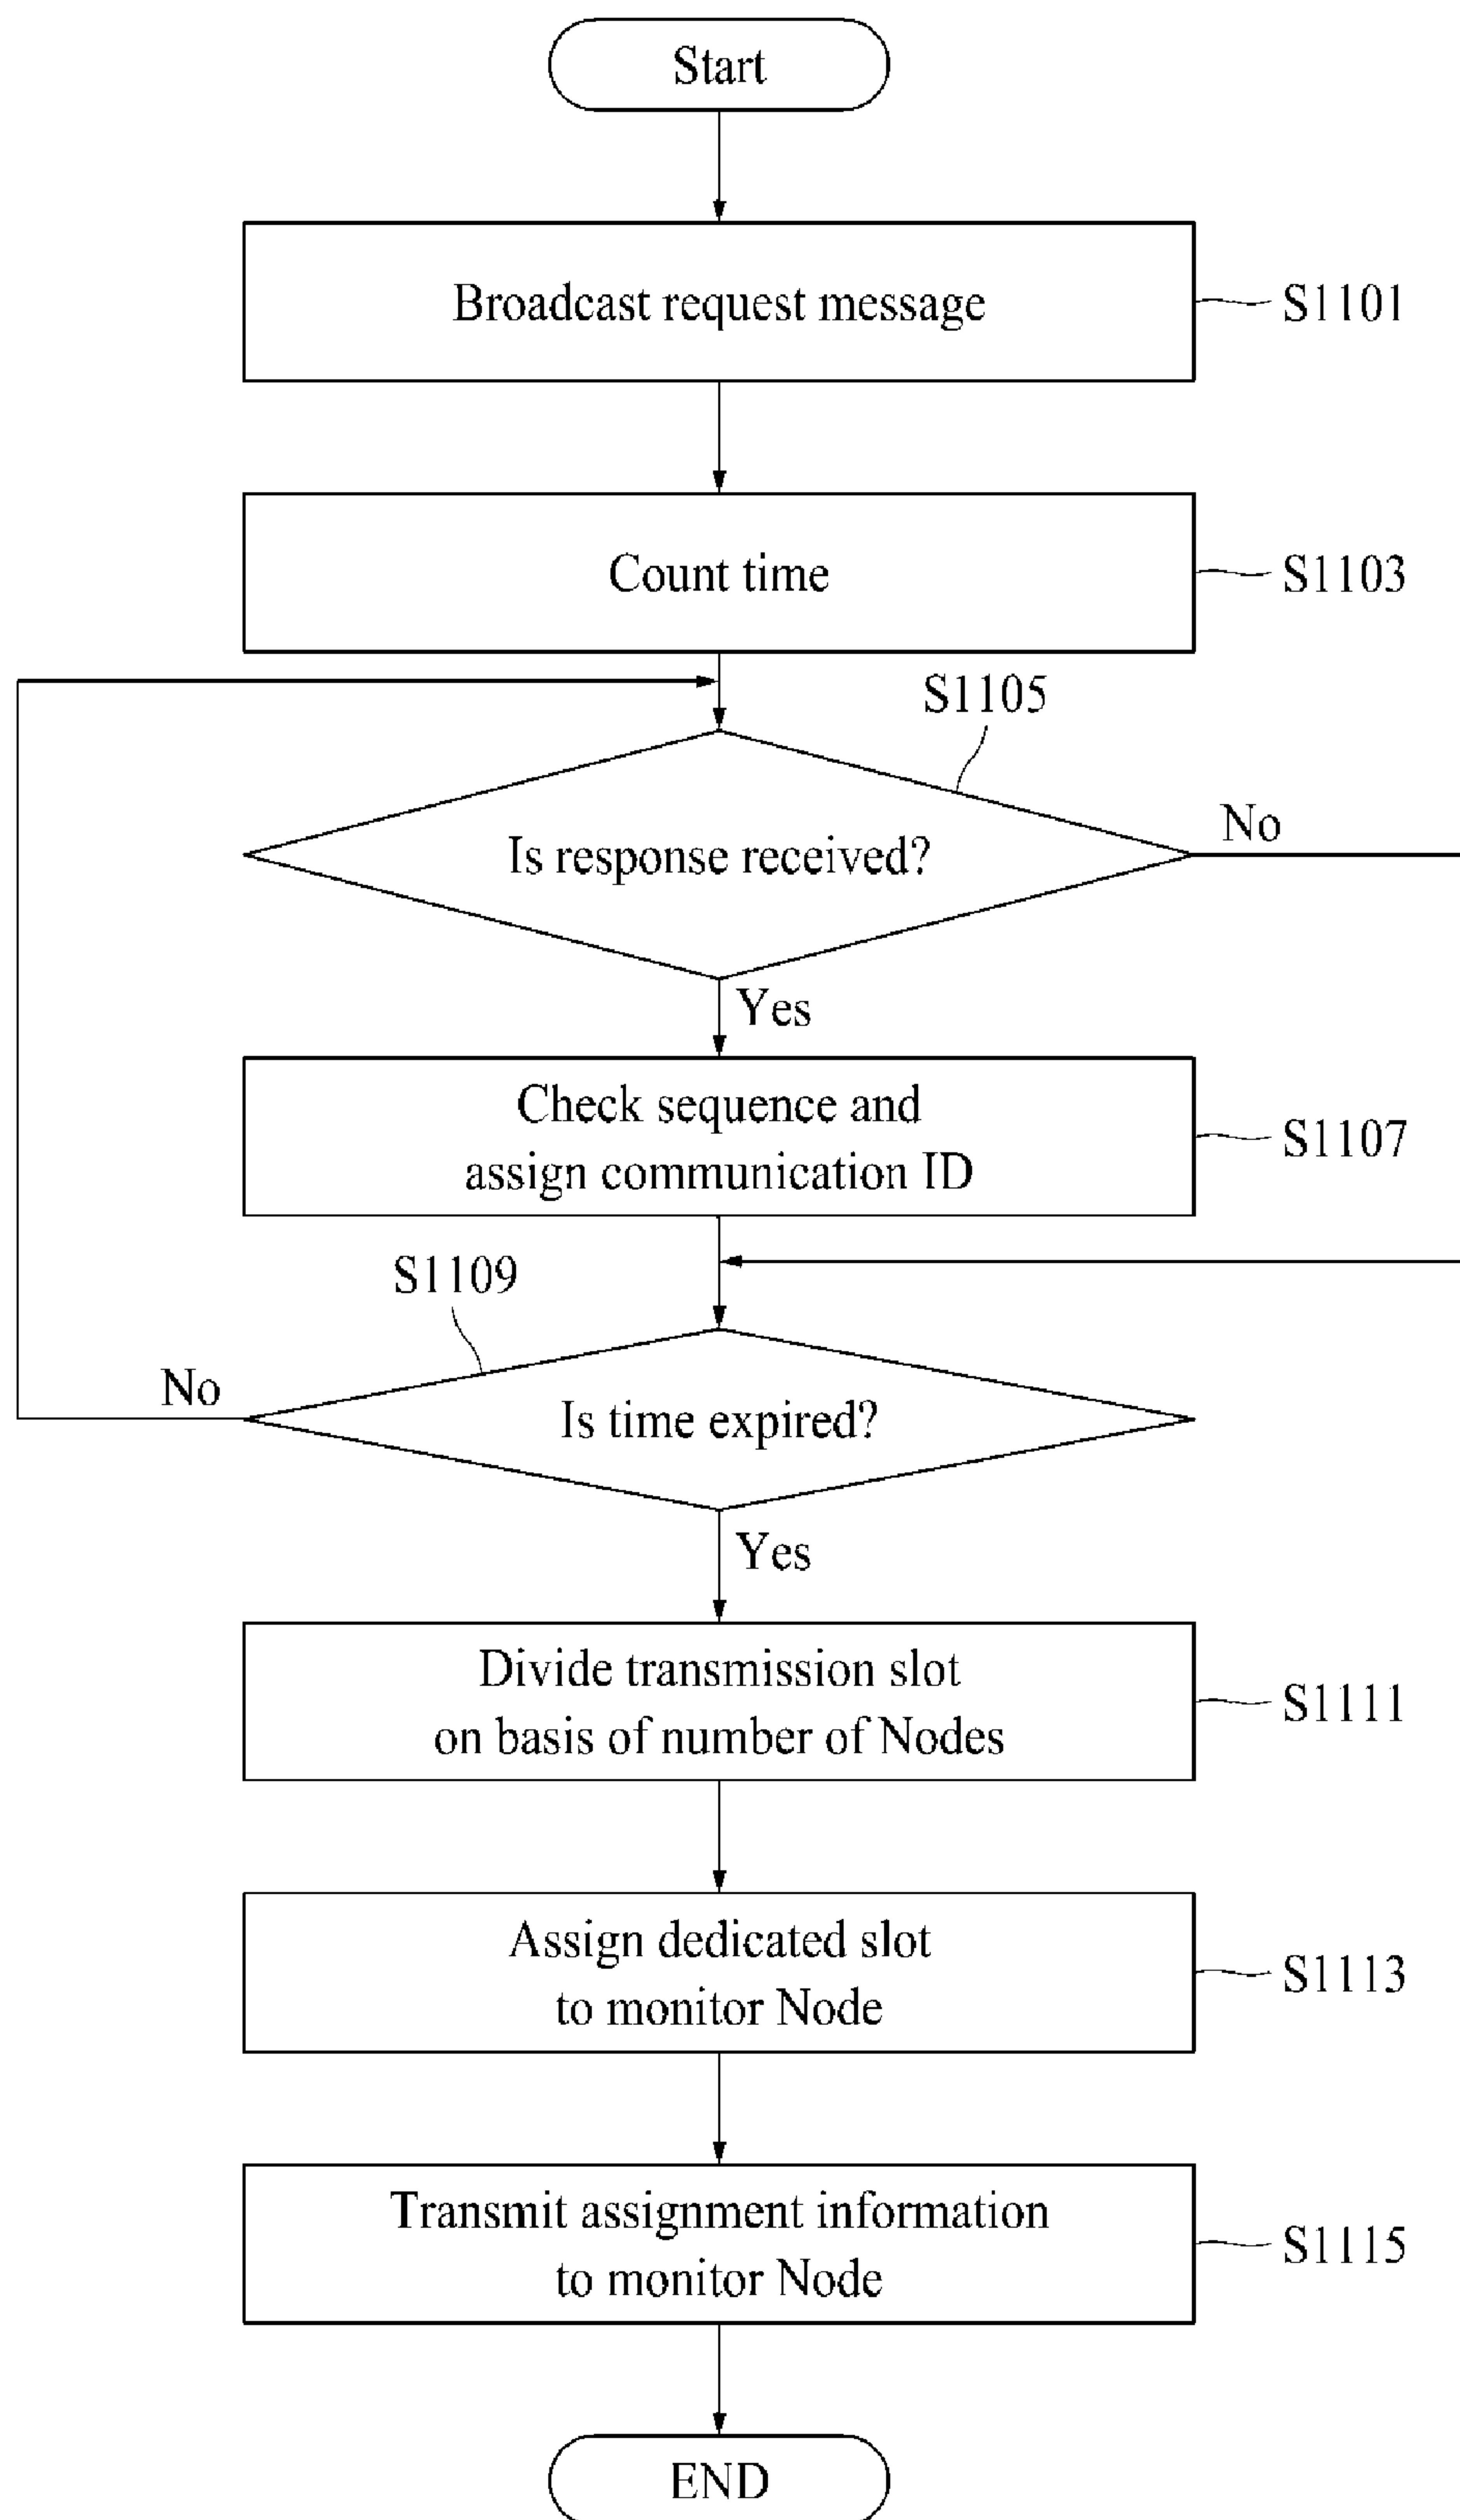 Start
Broadcast request message
S1101
Count time
S1103
S1105
Is response received?
No
Yes
Check sequence and
assign communication ID
S1107
S1109
No
Is time expired?
Yes
Divide transmission slot
on basis of number of Nodes
S1111
Assign dedicated slot
to monitor Node
S1113
Transmit assignment information
to monitor Node
S1115
END